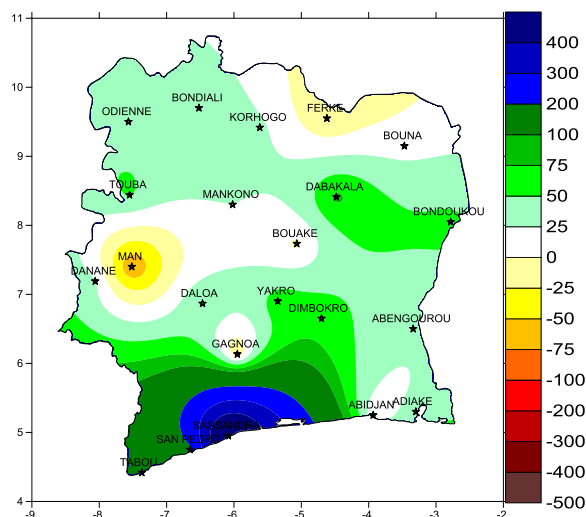 11
10
9
8
7
6
5
4
ODIENNE
BONDIALI
KORHOGO
FERKE
BOUNA
TOUBA
MANKONO
DABAKALA
BONDOUKOU
BOUAKE
MAN
DANANE
DALOA
YAKRO
DIMBOKRO
ABENGOUROU
GAGNOA
ABIDJAN
ADIAKE
SASSANDRA
SAN PEDRO
TABOU
-9 -8 -7 -6 -5 -4 -3 -2
400
300
200
100
75
50
25
0
-25
-50
-75
-100
-200
-300
-400
-500